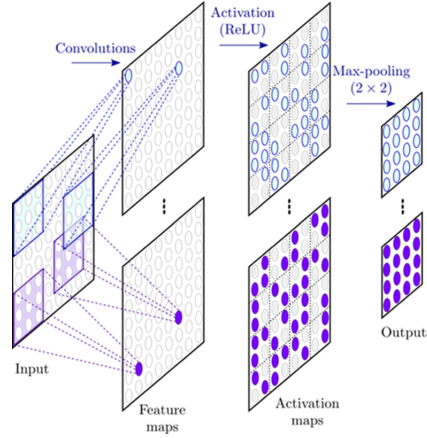 Activation
(ReLU)
Convolutions
Max-pooling
(2 × 2)
Output
Input
Feature
maps
Activation
maps